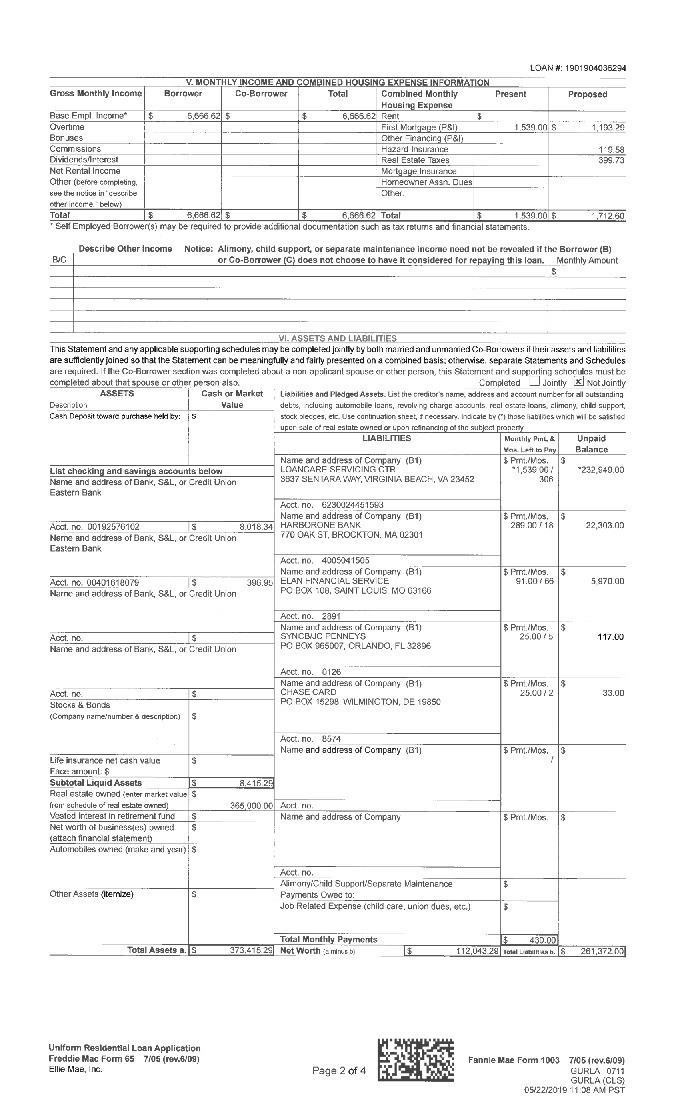 LOAN #: 1901904036294
V. MONTHLY INCOME AND COMBINED HOUSING EXPENSE INFORMATION
Gross Monthly Income Borrower Co-Borrower Total Combined Monthly Housing Expense Present Proposed
Base Empl. Income* $ 6,666.62 $ $ 6,666.62 Rent $
Overtime First Mortgage (P&I) 1,539.00 $ 1,193.29
Bonuses Other Financing (P&I)
Commissions Hazard Insurance 119.58
Dividends/Interest Real Estate Taxes 399.73
Net Rental Income Mortgage Insurance
Other (before completing, Homeowner Assn. Dues
see the notice in "describe Other:
other income," below)
Total $ 6,666.62 $ $ 6,666.62 Total $ 1,539.00 $ 1,712.60
* Self Employed Borrower(s) may be required to provide additional documentation such as tax returns and financial statements.
Describe Other Income Notice: Alimony, child support, or separate maintenance income need not be revealed if the Borrower (B)
B/C or Co-Borrower (C) does not choose to have it considered for repaying this loan. Monthly Amount
$
VI. ASSETS AND LIABILITIES
This Statement and any applicable supporting schedules may be completed jointly by both married and unmarried Co-Borrowers if their assets and liabilities
are sufficiently joined so that the Statement can be meaningfully and fairly presented on a combined basis; otherwise, separate Statements and Schedules
are required. If the Co-Borrower section was completed about a non-applicant spouse or other person, this Statement and supporting schedules must be
completed about that spouse or other person also. Completed Jointly x Not Jointly
ASSETS
Description
Cash or Market
Value
Cash Deposit toward purchase held by: $
List checking and savings accounts below
Name and address of Bank, S&L, or Credit Union
Eastern Bank
Acct. no. 00192576102 $ 8,018.34
Name and address of Bank, S&L, or Credit Union
Eastern Bank
Acct. no. 00401618079 $ 396.95
Name and address of Bank, S&L, or Credit Union
Acct. no. $
Name and address of Bank, S&L, or Credit Union
Acct. no. $
Stocks & Bonds
(Company name/number & description) $
Life insurance net cash value $
Face amount: $
Subtotal Liquid Assets $ 8,415.29
Real estate owned (enter market value $
from schedule of real estate owned) 365,000.00
Vested interest in retirement fund $
Net worth of business(es) owned $
(attach financial statement)
Automobiles owned (make and year) $
Other Assets (itemize) $
Total Assets a. $ 373,415.29
Liabilities and Pledged Assets. List the creditor's name, address and account number for all outstanding
debts, including automobile loans, revolving charge accounts, real estate loans, alimony, child support,
stock pledges, etc. Use continuation sheet, if necessary. Indicate by (*) those liabilities which will be satisfied
upon sale of real estate owned or upon refinancing of the subject property
LIABILITIES
Monthly Pmt. &
Mos. Left to Pay
Unpaid
Balance
Name and address of Company (B1) $ Pmt./Mos. $
LOANCARE SERVICING CTR *1,539.00 / *232,949.00
3637 SENTARA WAY, VIRGINIA BEACH, VA 23452 306
Acct. no. 6230024451593
Name and address of Company (B1) $ Pmt./Mos. $
HARBORONE BANK 289.00 / 18 22,303.00
770 OAK ST, BROCKTON, MA 02301
Acct. no. 4005041505
Name and address of Company (B1) $ Pmt./Mos. $
ELAN FINANCIAL SERVICE 91.00 / 66 5,970.00
PO BOX 108, SAINT LOUIS, MO 63166
Acct. no. 2891
Name and address of Company (B1) $ Pmt./Mos. $
SYNCB/JC PENNEYS 25.00 / 5 117.00
PO BOX 965007, ORLANDO, FL 32896
Acct. no. 0126
Name and address of Company (B1) $ Pmt./Mos. $
CHASE CARD 25.00 / 2 33.00
PO BOX 15298, WILMINGTON, DE 19850
Acct. no. 8574
Name and address of Company (B1) $ Pmt./Mos. $
/
Acct. no.
Name and address of Company $ Pmt./Mos. $
Acct. no.
Alimony/Child Support/Separate Maintenance $
Payments Owed to:
Job Related Expense (child care, union dues, etc.) $
Total Monthly Payments $ 430.00
Net Worth (a minus b) $ 112,043.29 Total Liabilities b. $ 261,372.00
Uniform Residential Loan Application
Freddie Mac Form 65 7/05 (rev.6/09)
Ellie Mae, Inc.
Page 2 of 4
Fannie Mae Form 1003 7/05 (rev.6/09)
GURLA 0711
GURLA (CLS)
05/22/2019 11:08 AM PST